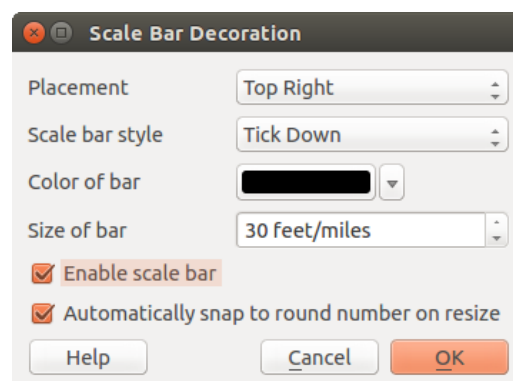 Scale Bar Decoration
Placement Top Right
Scale bar style Tick Down
Color of bar
Size of bar 30 feet/miles
Enable scale bar
Automatically snap to round number on resize
Help Cancel OK